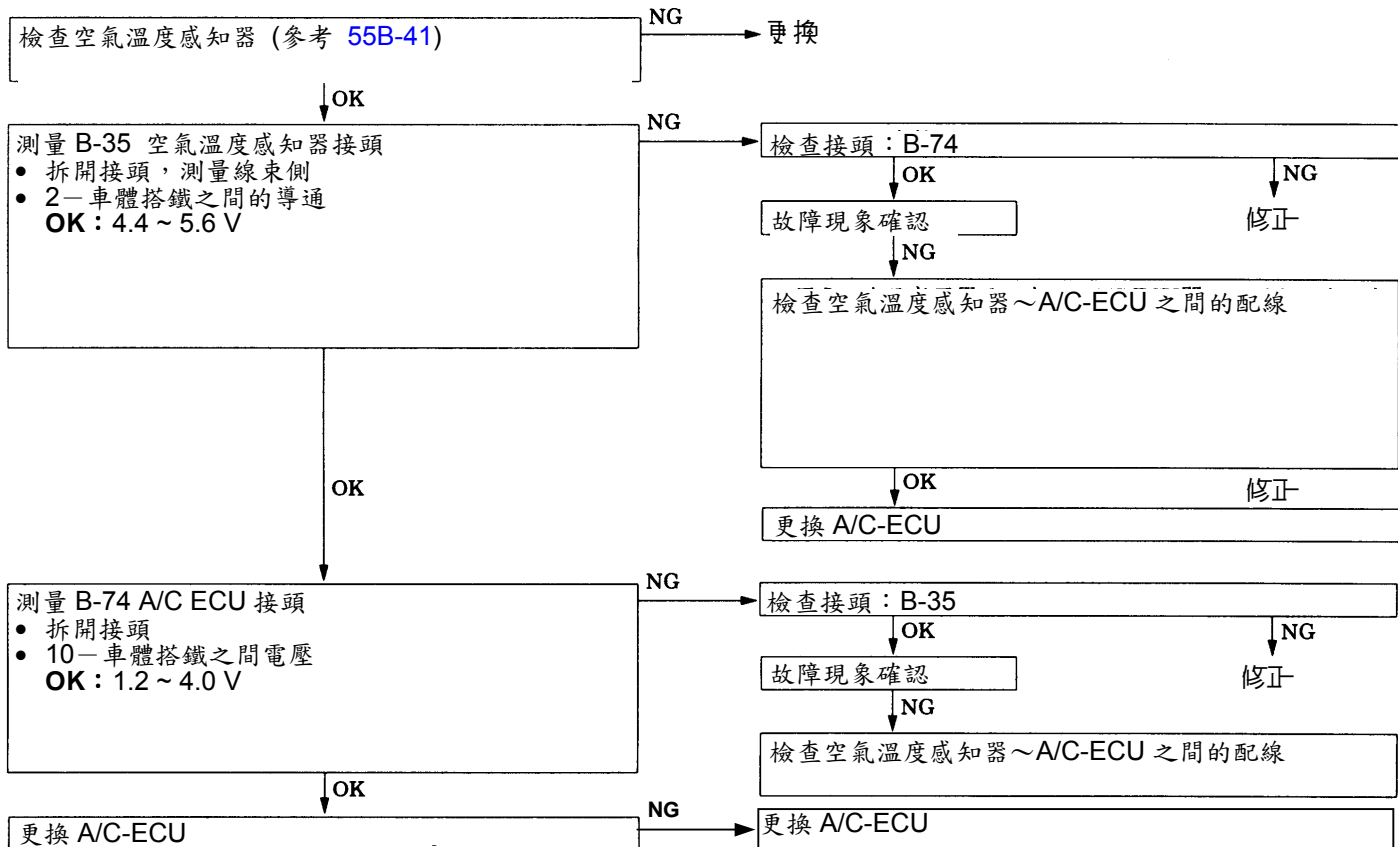 檢查空氣溫度感知器 (參考 55B-41)
NG
更換
OK
測量 B-35 空氣溫度感知器接頭
• 拆開接頭，測量線束側
• 2－車體搭鐵之間的導通
OK：4.4 ~ 5.6 V
NG
檢查接頭：B-74
OK
NG
故障現象確認
修正
NG
檢查空氣溫度感知器～A/C-ECU 之間的配線
OK
OK
修正
更換 A/C-ECU
測量 B-74 A/C ECU 接頭
• 拆開接頭
• 10－車體搭鐵之間電壓
OK：1.2 ~ 4.0 V
NG
檢查接頭：B-35
OK
NG
故障現象確認
修正
NG
檢查空氣溫度感知器～A/C-ECU 之間的配線
OK
更換 A/C-ECU
NG
更換 A/C-ECU